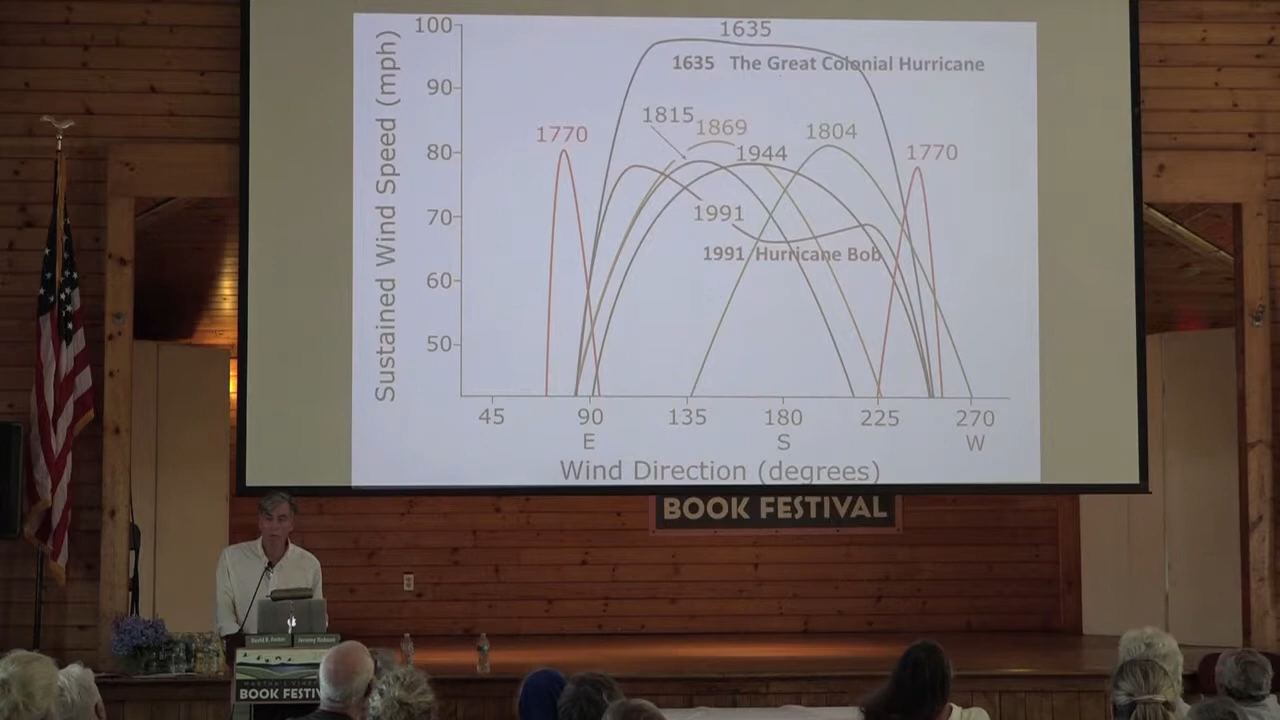 100
90
80
70
60
50
Sustained Wind Speed (mph)
1635
1635 The Great Colonial Hurricane
1815
1869
1804
1770
1944
1770
1991
1991 Hurricane Bob
45 90 135 180 225 270
E S W
Wind Direction (degrees)
BOOK FESTIVAL
BOOK FESTIV